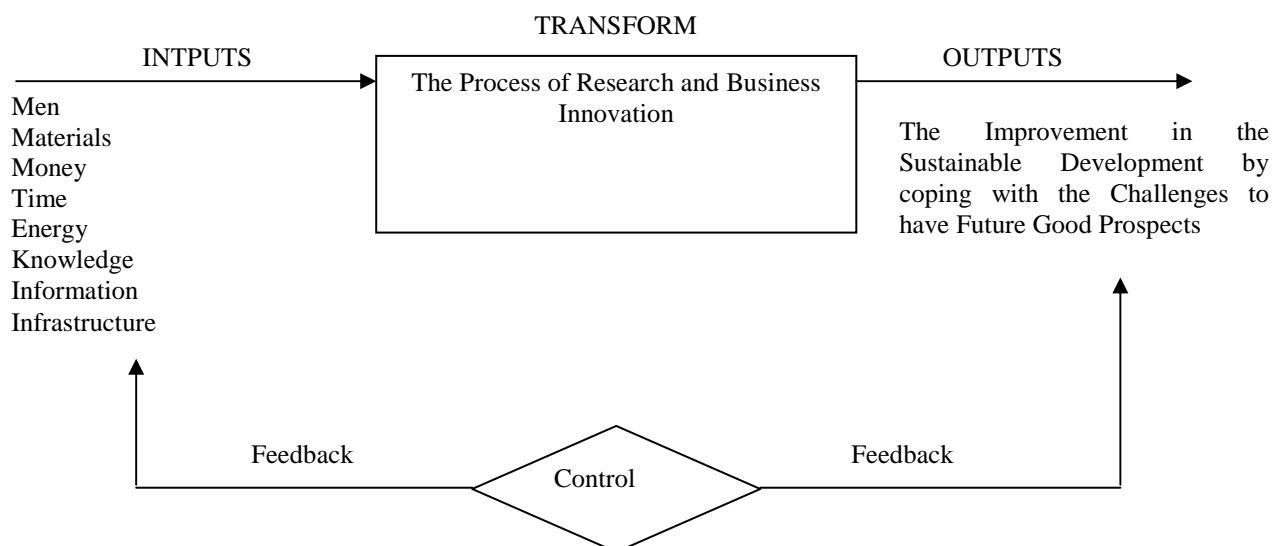 TRANSFORM
INTPUTS
OUTPUTS
The Process of Research and Business
Innovation
Men
Materials
Money
Time
Energy
Knowledge
Information
Infrastructure
The Improvement in the
Sustainable Development by
coping with the Challenges to
have Future Good Prospects
Feedback
Control
Feedback